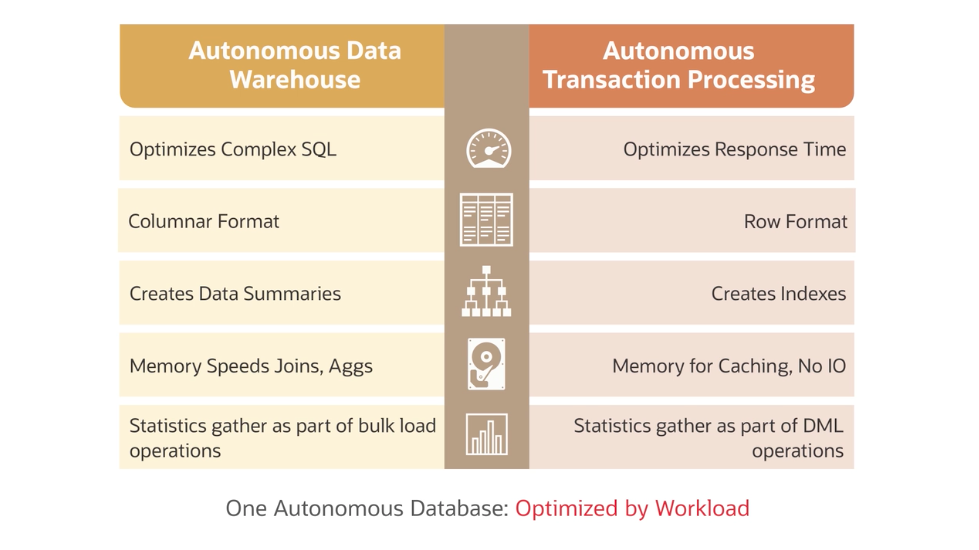 Autonomous Data
Warehouse
Autonomous
Transaction Processing
Optimizes Complex SQL
Optimizes Response Time
Columnar Format
Row Format
Creates Data Summaries
Creates Indexes
Memory Speeds Joins, Aggs
Memory for Caching, No IO
Statistics gather as part of bulk load
operations
Statistics gather as part of DML
operations
One Autonomous Database: Optimized by Workload